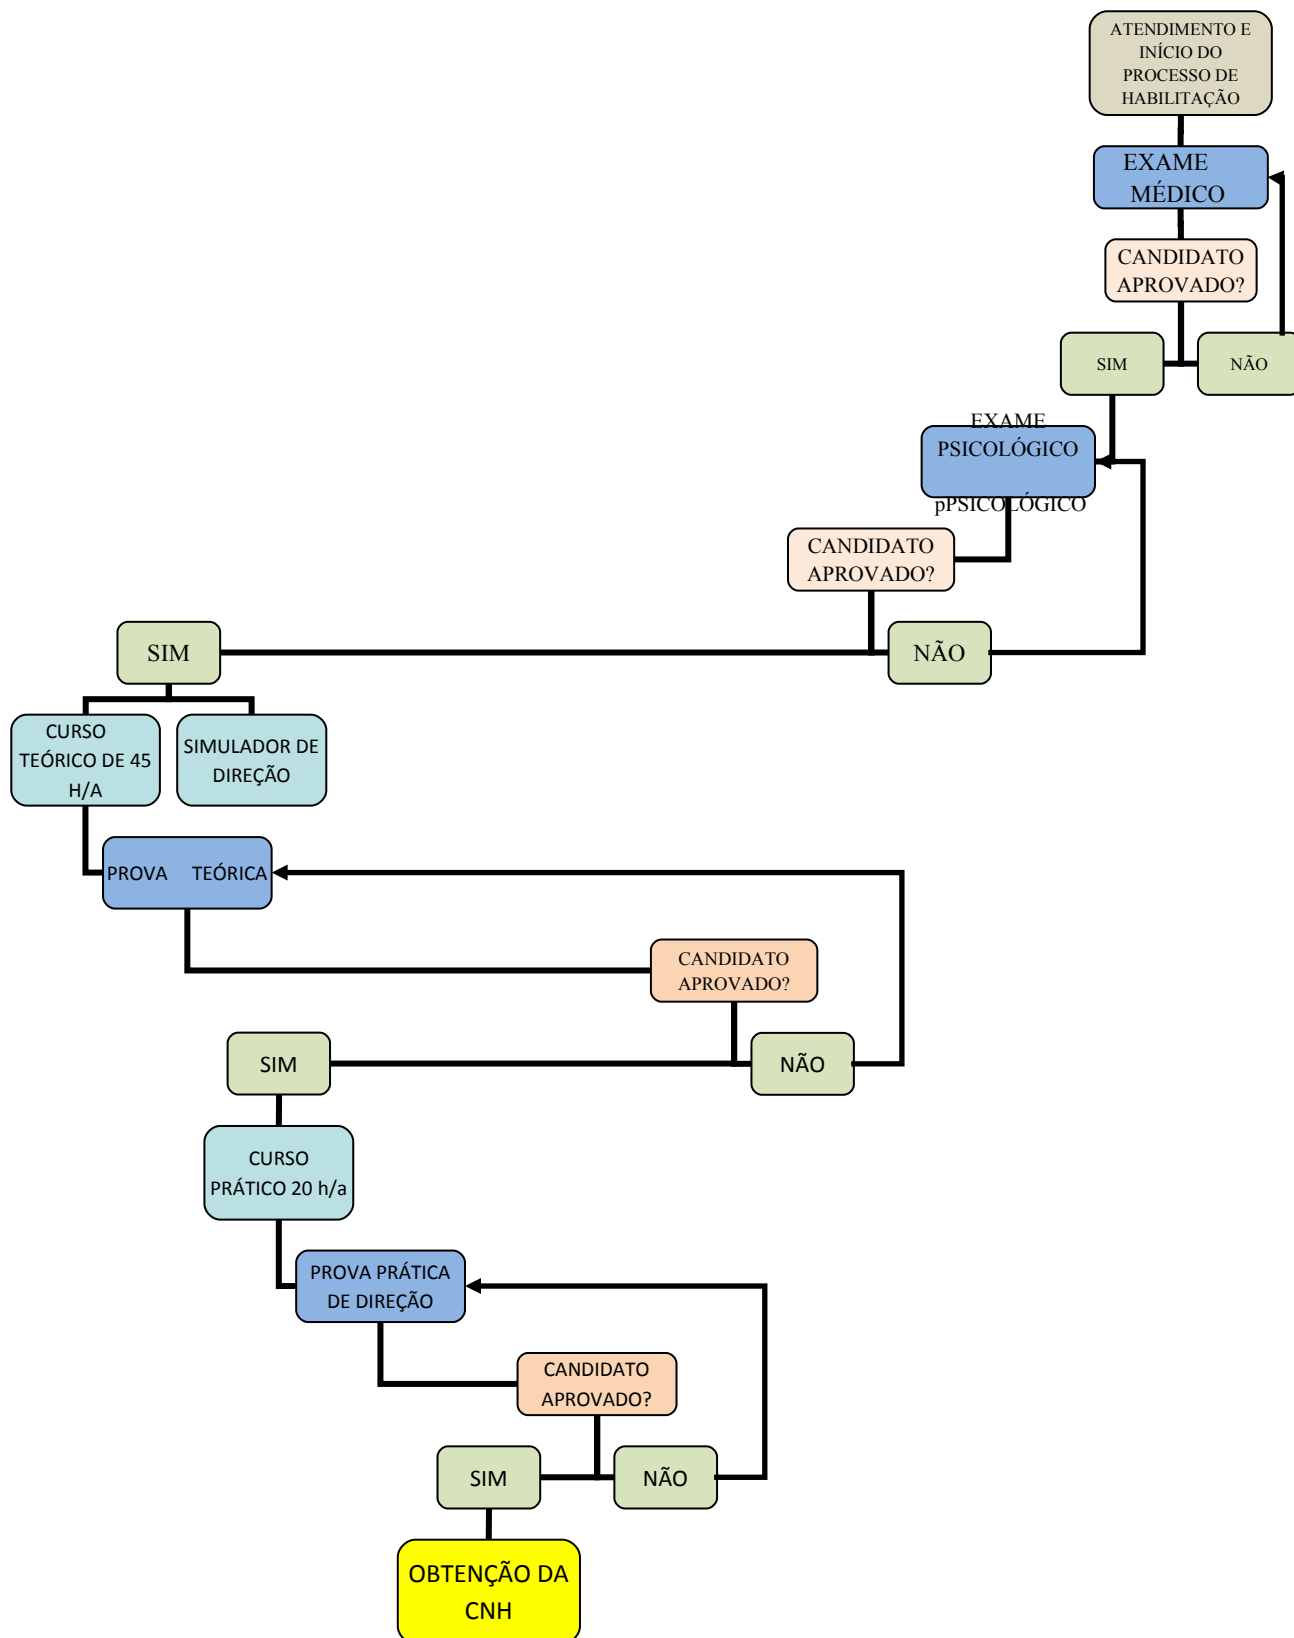 ATENDIMENTO E
INÍCIO DO
PROCESSO DE
HABILITAÇÃO
EXAME
MÉDICO
CANDIDATO
APROVADO?
SIM
NÃO
EXAME
PSICOLÓGICO
pPSICOLÓGICO
CANDIDATO
APROVADO?
SIM
NÃO
CURSO
TEÓRICO DE 45
H/A
SIMULADOR DE
DIREÇÃO
PROVA TEÓRICA
CANDIDATO
APROVADO?
SIM
NÃO
CURSO
PRÁTICO 20 h/a
PROVA PRÁTICA
DE DIREÇÃO
CANDIDATO
APROVADO?
SIM
NÃO
OBTENÇÃO DA
CNH